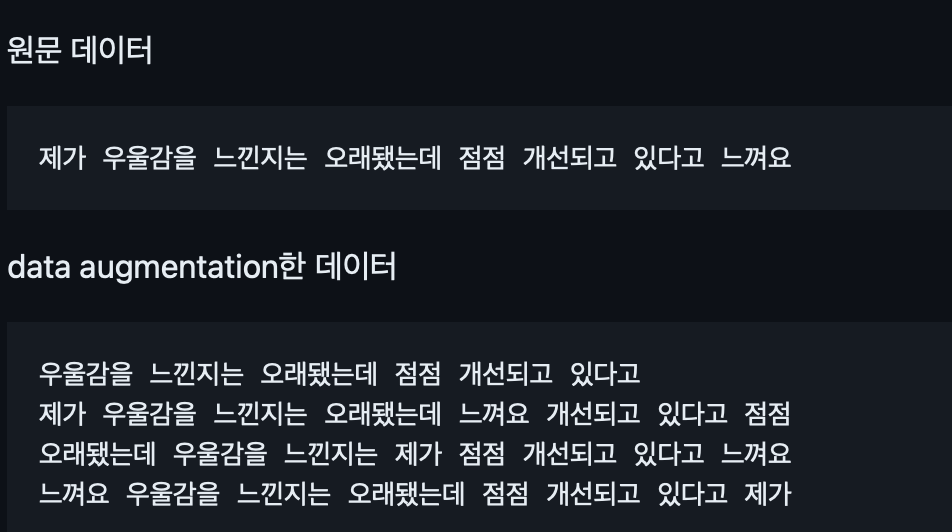 원문 데이터
제가 우울감을 느낀지는 오래됐는데 점점 개선되고 있다고 느껴요
data augmentation한 데이터
우울감을 느낀지는 오래됐는데 점점 개선되고 있다고
제가 우울감을 느낀지는 오래됐는데 느껴요 개선되고 있다고 점점
오래됐는데 우울감을 느낀지는 제가 점점 개선되고 있다고 느껴요
느껴요 우울감을 느낀지는 오래됐는데 점점 개선되고 있다고 제가